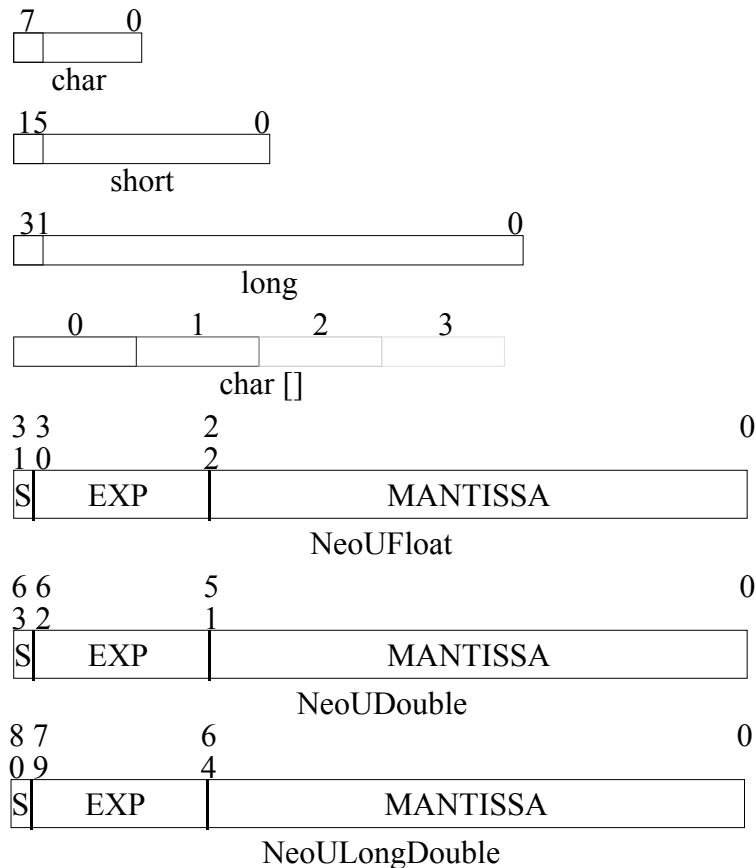 7 0
char
15 0
short
31 0
long
0 1 2 3
char []
3 3 2 0
1 0 2
S EXP MANTISSA
NeoUFloat
6 6 5 0
3 2 1
S EXP MANTISSA
NeoUDouble
8 7 6 0
0 9 4
S EXP MANTISSA
NeoULongDouble